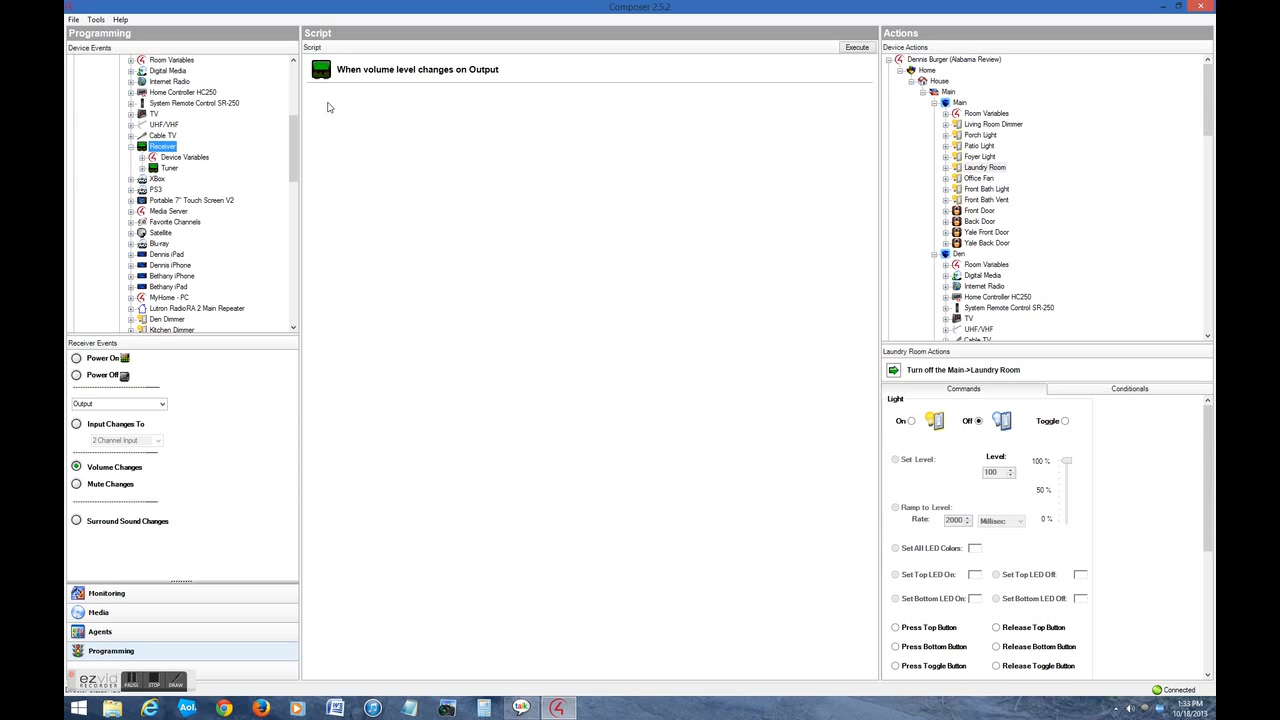 Composer 2.5.2
File Tools Help
Programming
Device Events
Room Variables
Digital Media
Internet Radio
Home Controller HC250
System Remote Control SR-250
TV
UHF/VHF
Cable TV
Receiver
Device Variables
Tuner
XBox
PS3
Portable 7" Touch Screen V2
Media Server
Favorite Channels
Satellite
Blu-ray
Dennis iPad
Dennis iPhone
Bethany iPhone
Bethany iPad
MyHome - PC
Lutron RadioRA 2 Main Repeater
Den Dimmer
Kitchen Dimmer
Receiver Events
Power On
Power Off
Output
Input Changes To
2 Channel Input
Volume Changes
Mute Changes
Surround Sound Changes
Monitoring
Media
Agents
Programming
ezvid
RECORDER
PAUSE STOP DRAW
Script
Script Execute
When volume level changes on Output
Actions
Device Actions
Dennis Burger (Alabama Review)
Home
House
Main
Main
Room Variables
Living Room Dimmer
Porch Light
Patio Light
Foyer Light
Laundry Room
Office Fan
Front Bath Light
Front Bath Vent
Front Door
Back Door
Yale Front Door
Yale Back Door
Den
Room Variables
Digital Media
Internet Radio
Home Controller HC250
System Remote Control SR-250
TV
UHF/VHF
Cable TV
Laundry Room Actions
Turn off the Main->Laundry Room
Commands Conditionals
Light
On Off Toggle
Set Level: Level: 100 100 %
50 %
0 %
Ramp to Level:
Rate: 2000 Millisec
Set All LED Colors:
Set Top LED On: Set Top LED Off:
Set Bottom LED On: Set Bottom LED Off:
Press Top Button Release Top Button
Press Bottom Button Release Bottom Button
Press Toggle Button Release Toggle Button
Connected
Aol.
talk
1:33 PM
10/18/2013